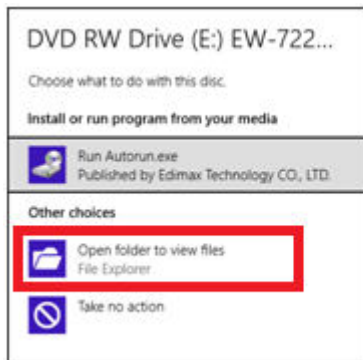 DVD RW Drive (E:) EW-722...
Choose what to do with this disc.
Install or run program from your media
Run Autorun.exe
Published by Edimax Technology CO., LTD.
Other choices
Open folder to view files
File Explorer
Take no action